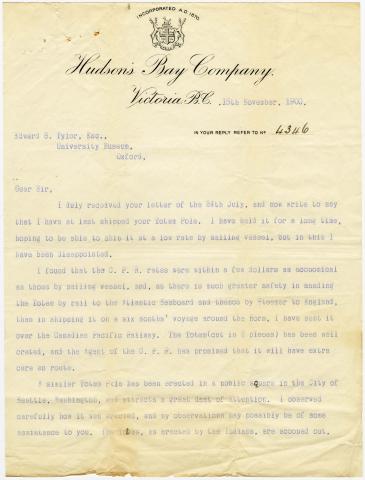 INCORPORATED A.D. 1670.
Hudson's Bay Company.
Victoria B.C. 15th November, 1900.
Edward B. Tylor, Esq.,
IN YOUR REPLY REFER TO No 4346
University Museum,
Oxford,
Dear Sir,
I duly received your letter of the 24th July, and now write to say
that I have at last shipped your Totem Pole. I have held it for a long time,
hoping to be able to ship it at a low rate by sailing vessel, but in this I
have been disappointed.
I found that the C. P. R. rates were within a few dollars as economical
as those by sailing vessel, and, as there is much greater safety in sending
the Totem by rail to the Atlantic Seaboard and thence by Steamer to England,
than in shipping it on a six months' voyage around the horn, I have sent it
over the Canadian Pacific Railway. The Totem(cut in 2 pieces) has been well
crated, and the Agent of the C. P. R. has promised that it will have extra
care en route.
A similar Totem Pole has been erected in a public square in the City of
Seattle, Washington, and attracts a great deal of attention. I observed
carefully how it was erected, and my observations may possibly be of some
assistance to you. The Poles, as erected by the Indians, are scooped out,